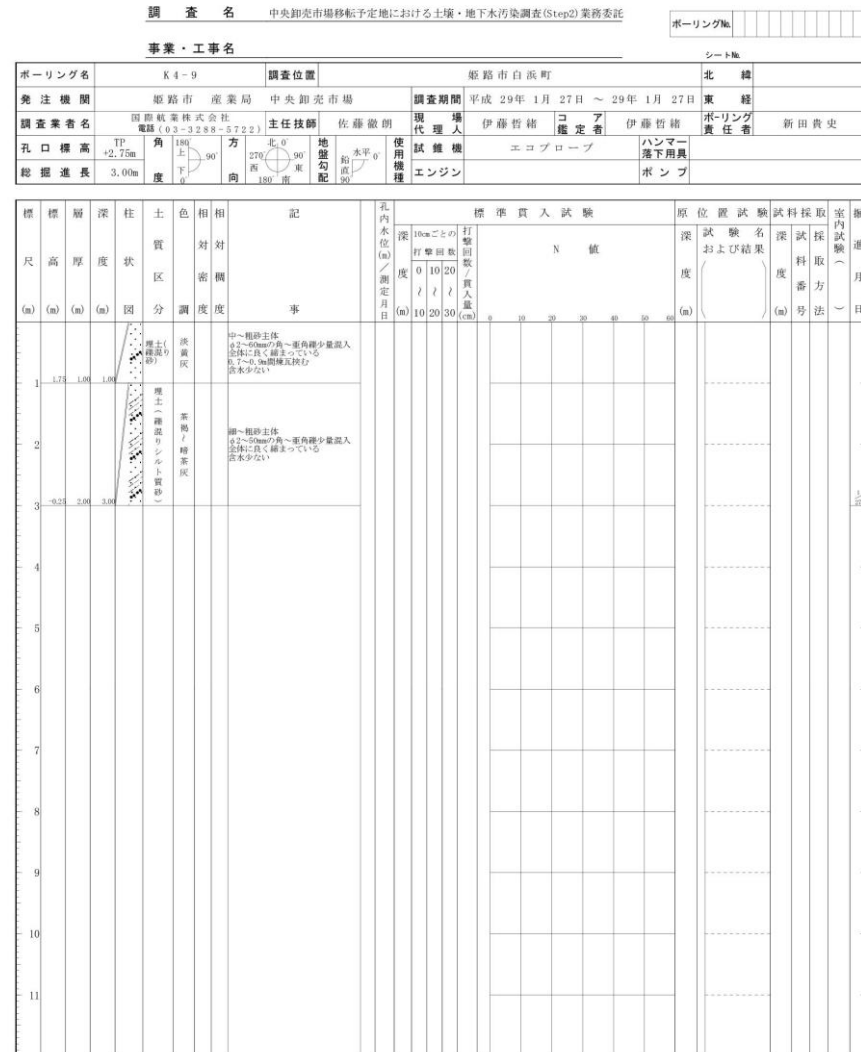 調査名 中央卸売市場移転予定地における土壌・地下水汚染調査(Step2)業務委託
ボーリング№
事業・工事名
シート№
ボーリング名 K4-9 調査位置 姫路市白浜町 北緯
発注機関 姫路市 産業局 中央卸売市場 調査期間 平成 29年 1月 27日 ～ 29年 1月 27日 東経
調査業者名 国際航業株式会社 電話(03-3288-5722) 主任技師 佐藤徹朗 現場代理人 伊藤哲緒 コア鑑定者 伊藤哲緒 ボーリング責任者 新田貴史
孔口標高 TP +2.75m 角度 180° 上 下 0° 90° 方向 北 0° 270° 西 90° 東 180° 南 地盤勾配 水平 0° 鉛直 90° 使用機種 試錐機 エコプローブ ハンマー落下用具
総掘進長 3.00m エンジン ポンプ
標尺(m) 標高(m) 層厚(m) 深度(m) 柱状図 土質区分 色調 相対密度 相対稠度 記事 孔内水位(m)/測定月日 標準貫入試験 深度(m) 10cmごとの打撃回数 0～10 10～20 20～30 打撃回数/貫入量(cm) N値 原位置試験 深度(m) 試験名および結果 試料採取 深度(m) 試料番号 採取方法 室内試験( ) 掘進月日
0 10 20 30 40 50 60
埋土(礫混り砂) 淡黄灰
中～粗砂主体
φ2～60mmの角～亜角礫少量混入
全体に良く締まっている
0.7～0.9m間煉瓦挟む
含水少ない
1 1.75 1.00 1.00
埋土(礫混りシルト質砂) 茶褐～暗茶灰
細～粗砂主体
φ2～50mmの角～亜角礫少量混入
全体に良く締まっている
含水少ない
2
3 -0.25 2.00 3.00
4
5
6
7
8
9
10
11